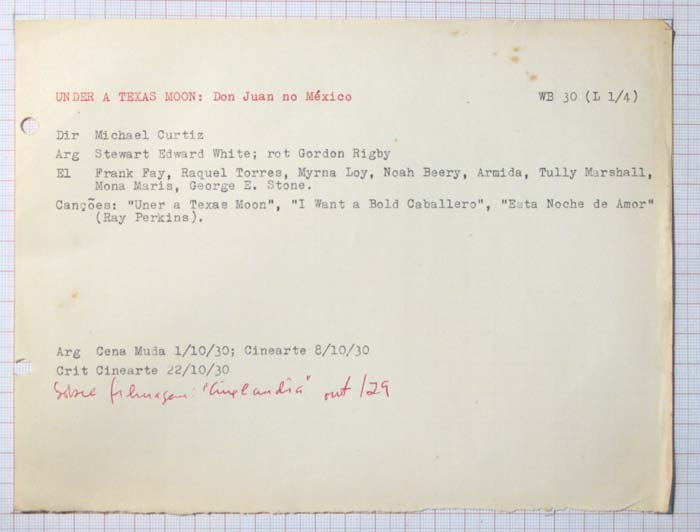 UNDER A TEXAS MOON: Don Juan no México WB 30 (L 1/4)
Dir Michael Curtiz
Arg Stewart Edward White; rot Gordon Rigby
El Frank Fay, Raquel Torres, Myrna Loy, Noah Beery, Armida, Tully Marshall,
Mona Maris, George E. Stone.
Canções: "Uner a Texas Moon", "I Want a Bold Caballero", "Esta Noche de Amor"
(Ray Perkins).
Arg Cena Muda 1/10/30; Cinearte 8/10/30
Crit Cinearte 22/10/30
Sobre filmagem: "Cinelandia" out/29